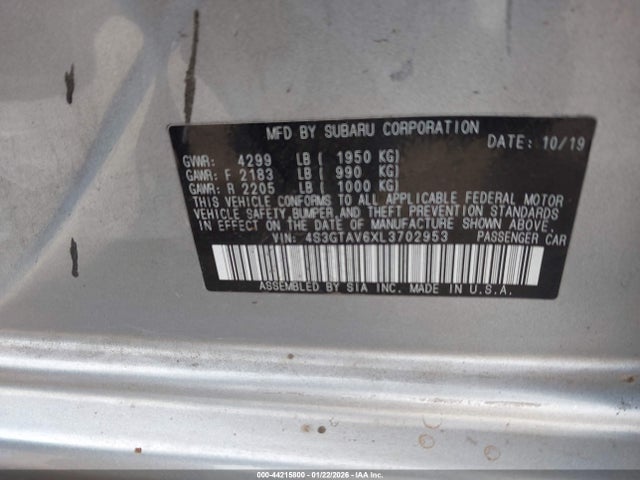 MFD BY SUBARU CORPORATION
DATE: 10/19
GVWR: 4299 LB ( 1950 KG)
GAWR: F 2183 LB ( 990 KG)
GAWR: R 2205 LB ( 1000 KG)
THIS VEHICLE CONFORMS TO ALL APPLICABLE FEDERAL MOTOR
VEHICLE SAFETY,BUMPER,AND THEFT PREVENTION STANDARDS
IN EFFECT ON THE DATE OF MANUFACTURE SHOWN ABOVE.
VIN: 4S3GTAV6XL3702953 PASSENGER CAR
ASSEMBLED BY SIA INC. MADE IN U.S.A.
000-44215800 - 01/22/2026 - IAA Inc.